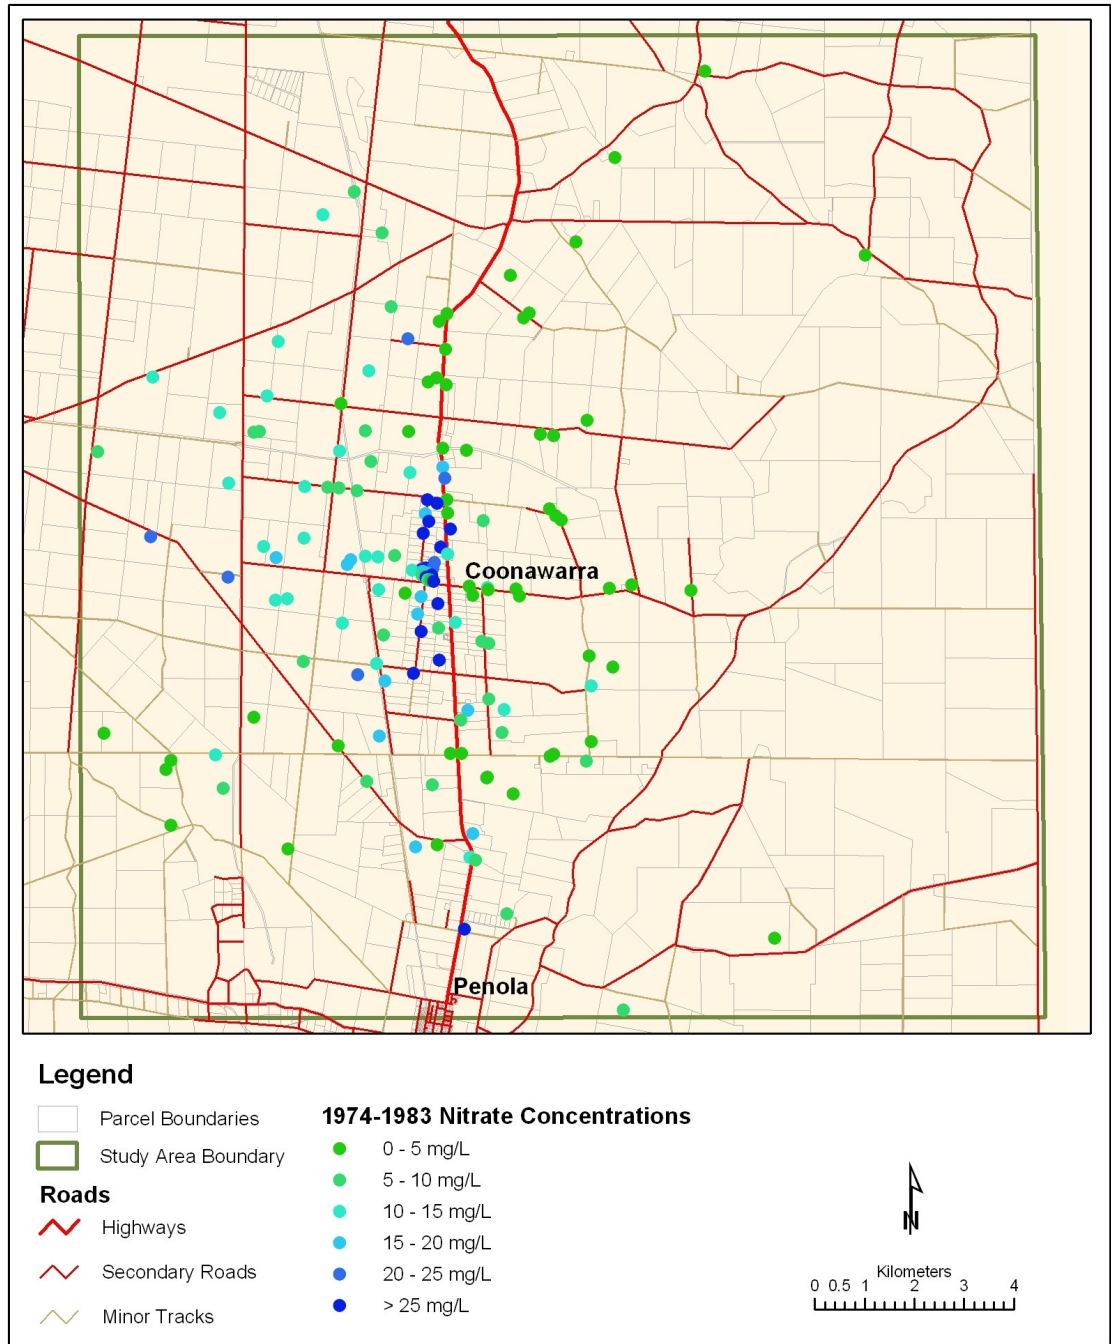 Coonawarra
Penola
Legend
Parcel Boundaries
Study Area Boundary
Roads
Highways
Secondary Roads
Minor Tracks
1974-1983 Nitrate Concentrations
0 - 5 mg/L
5 - 10 mg/L
10 - 15 mg/L
15 - 20 mg/L
20 - 25 mg/L
> 25 mg/L
N
Kilometers
0 0.5 1 2 3 4